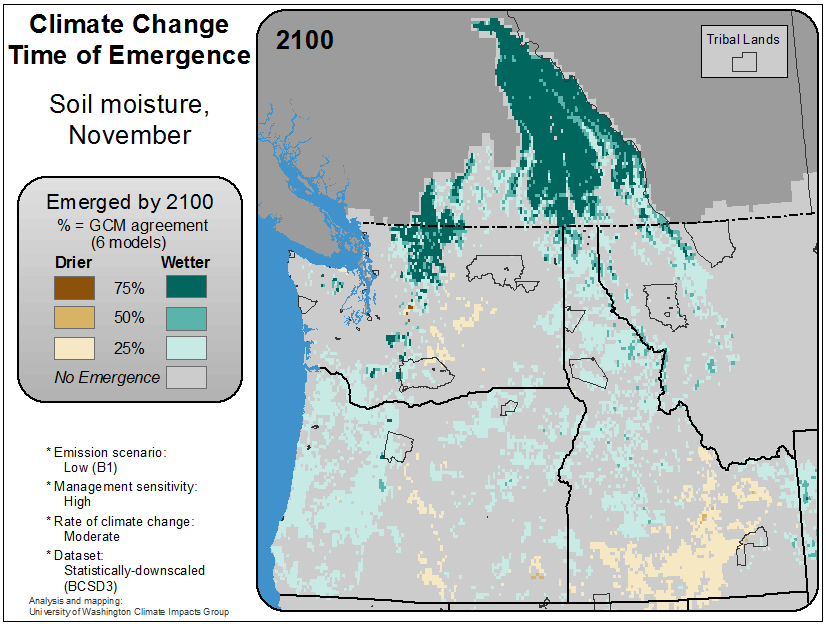 Climate Change
Time of Emergence
Soil moisture,
November
Emerged by 2100
% = GCM agreement
(6 models)
Drier Wetter
75%
50%
25%
No Emergence
* Emission scenario:
Low (B1)
* Management sensitivity:
High
* Rate of climate change:
Moderate
* Dataset:
Statistically-downscaled
(BCSD3)
Analysis and mapping:
University of Washington Climate Impacts Group
2100
Tribal Lands